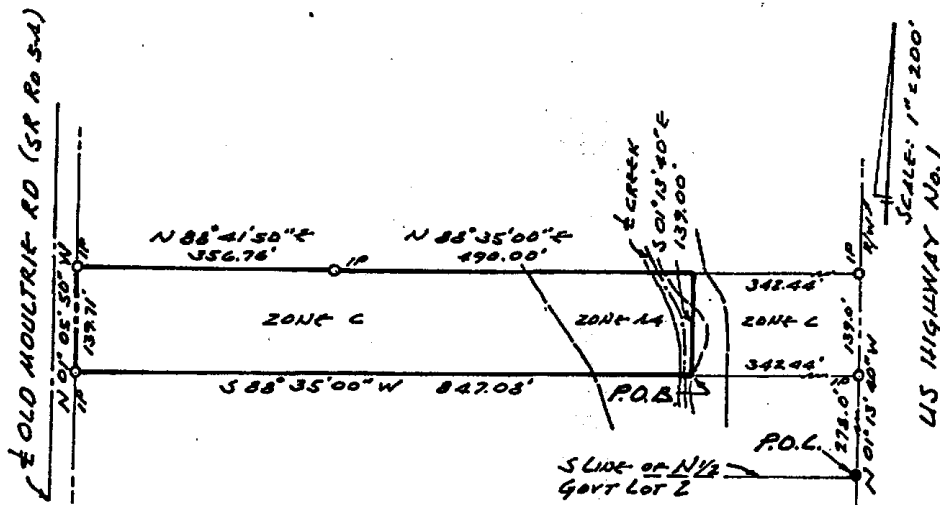 ℄ OLD MOULTRIE RD (SR RD 5-A)
N 01° 05' 50" W
139.71'
IP
IP
N 88° 41' 50" E
356.76'
IP
N 88° 35' 00" E
490.00'
℄ CREEK
S 01° 13' 40" E
139.00'
342.44'
IP
R/W
SCALE: 1" = 200'
ZONE C
ZONE A4
ZONE C
139.0'
S 88° 35' 00" W 847.08'
P.O.B.
342.44'
IP
278.0'
N 01° 13' 40" W
P.O.C.
S LINE OF N 1/2
GOVT LOT 2
US HIGHWAY No. 1